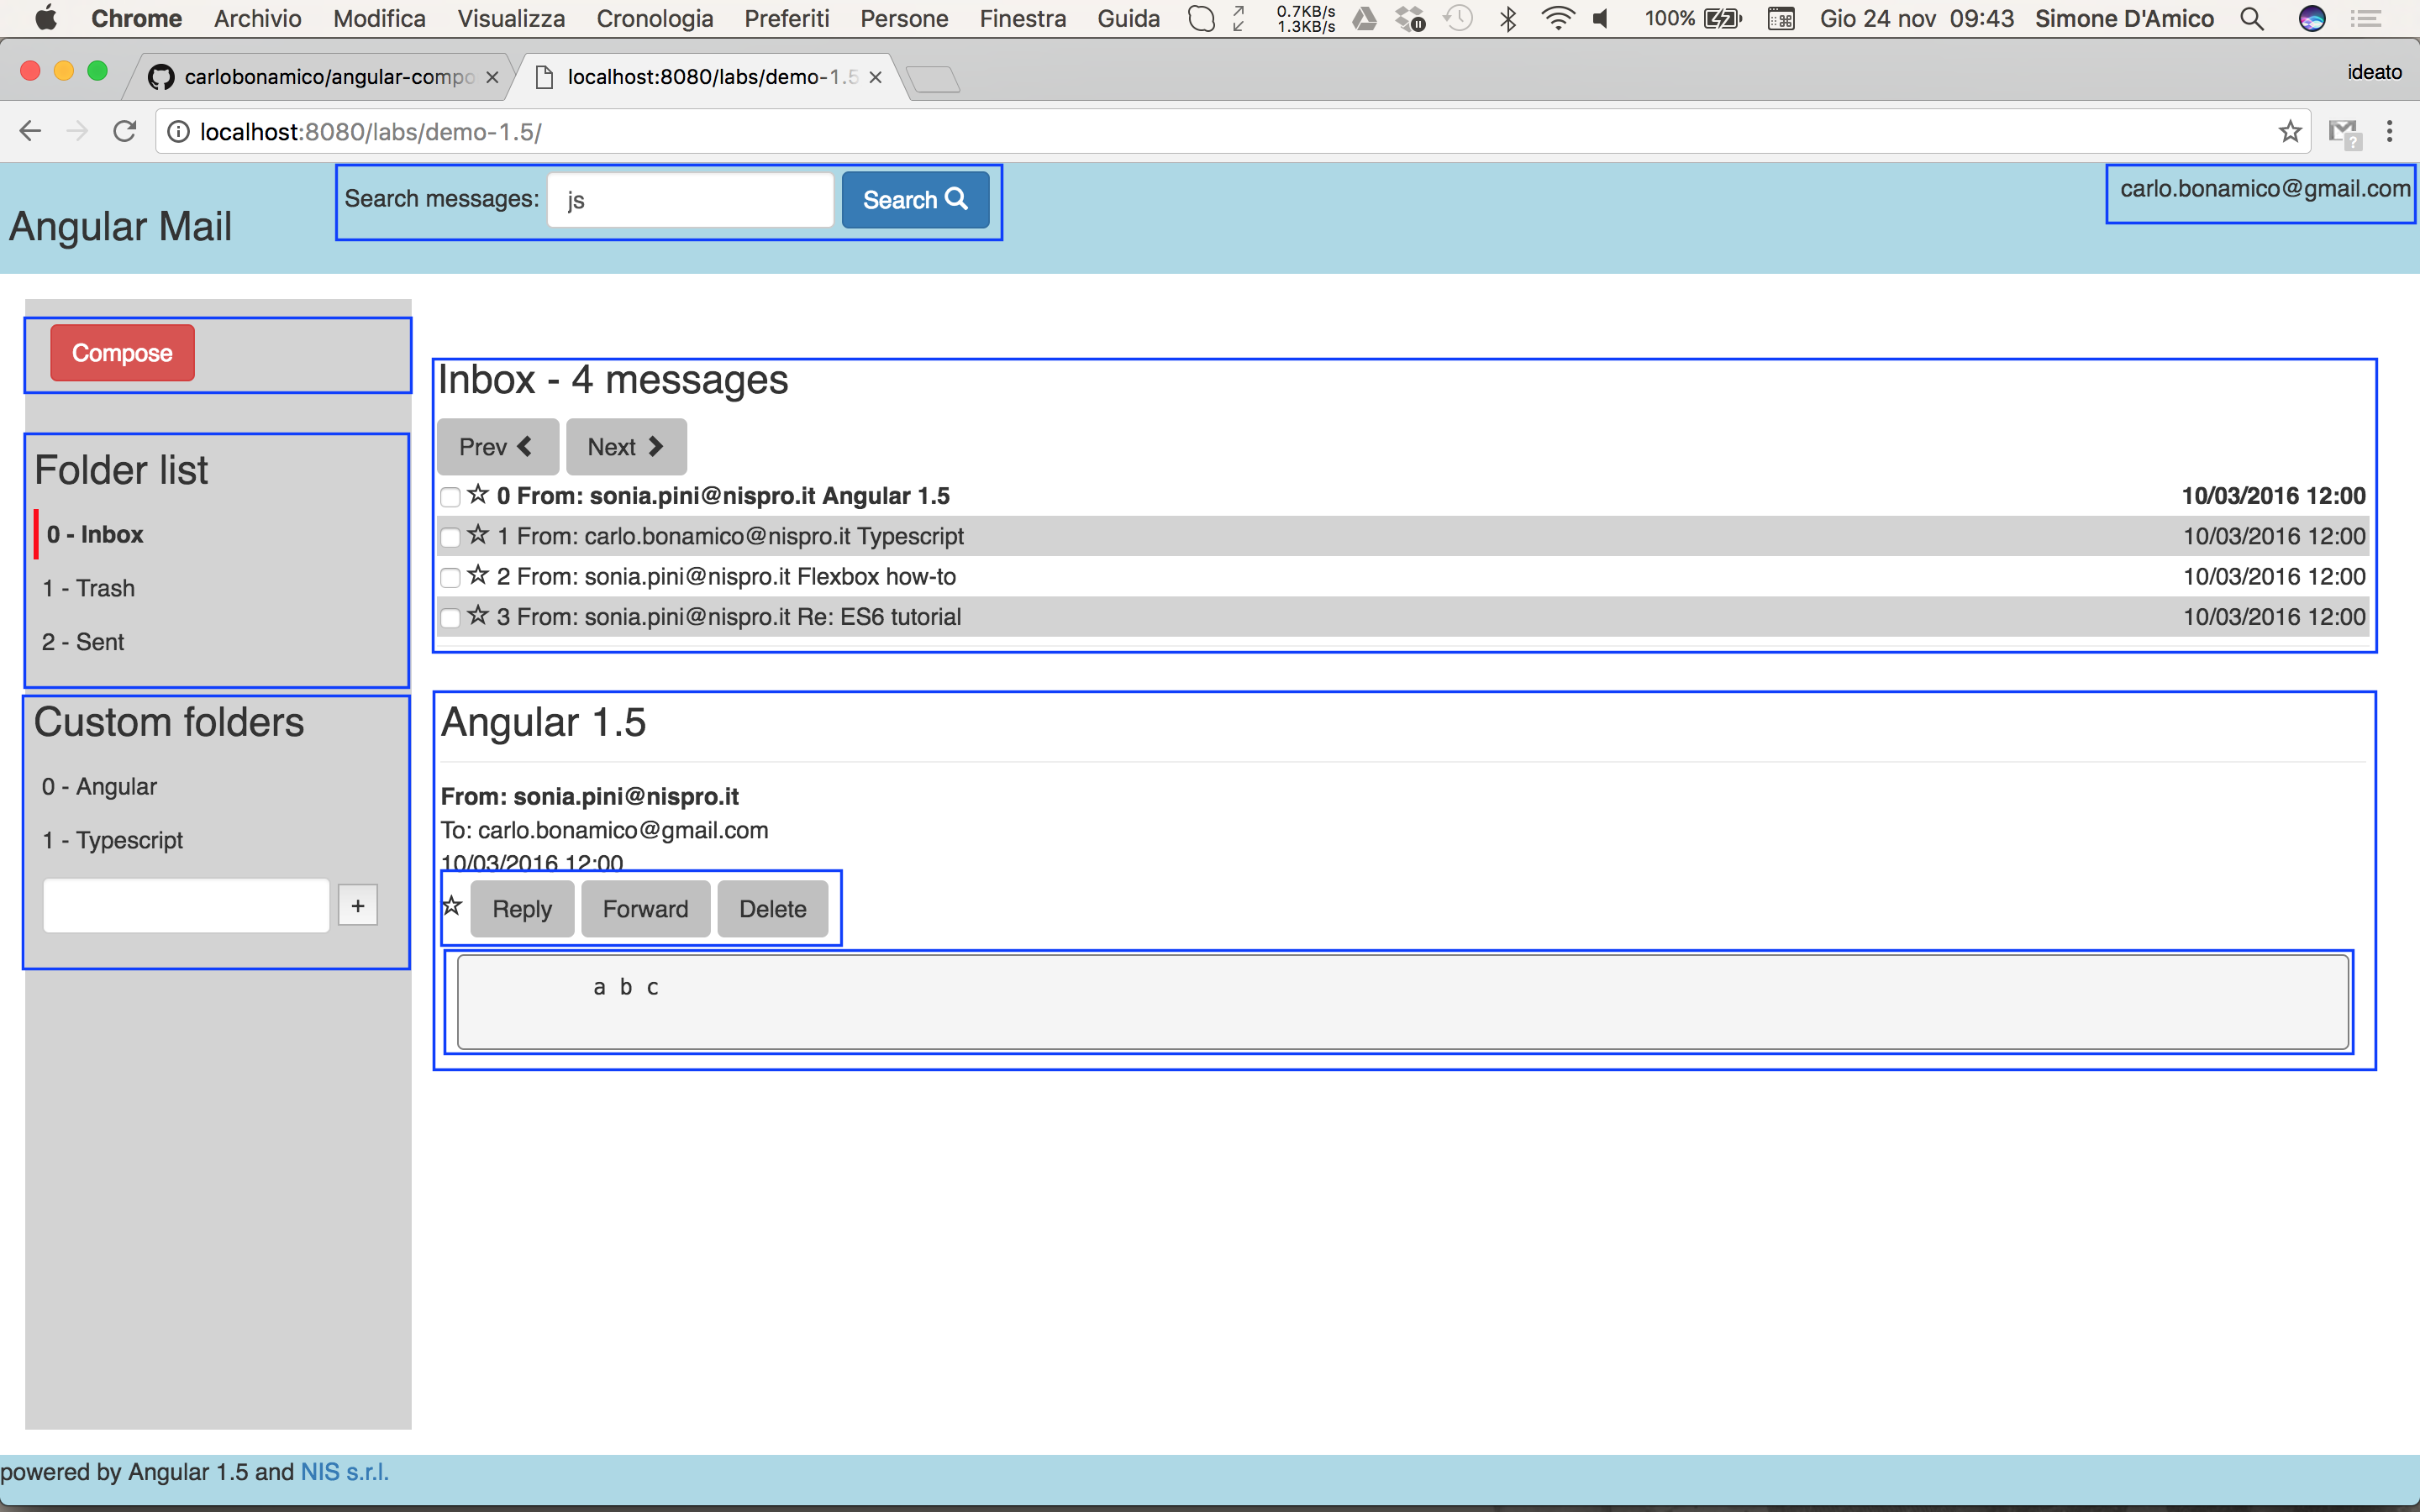 Chrome Archivio Modifica Visualizza Cronologia Preferiti Persone Finestra Guida 0.7KB/s 1.3KB/s 100% Gio 24 nov 09:43 Simone D'Amico
carlobonamico/angular-compo localhost:8080/labs/demo-1.5 ideato
localhost:8080/labs/demo-1.5/
Angular Mail
Search messages: js Search
carlo.bonamico@gmail.com
Compose
Folder list
0 - Inbox
1 - Trash
2 - Sent
Custom folders
0 - Angular
1 - Typescript
+
Inbox - 4 messages
Prev Next
0 From: sonia.pini@nispro.it Angular 1.5 10/03/2016 12:00
1 From: carlo.bonamico@nispro.it Typescript 10/03/2016 12:00
2 From: sonia.pini@nispro.it Flexbox how-to 10/03/2016 12:00
3 From: sonia.pini@nispro.it Re: ES6 tutorial 10/03/2016 12:00
Angular 1.5
From: sonia.pini@nispro.it
To: carlo.bonamico@gmail.com
10/03/2016 12:00
Reply Forward Delete
a b c
powered by Angular 1.5 and NIS s.r.l.